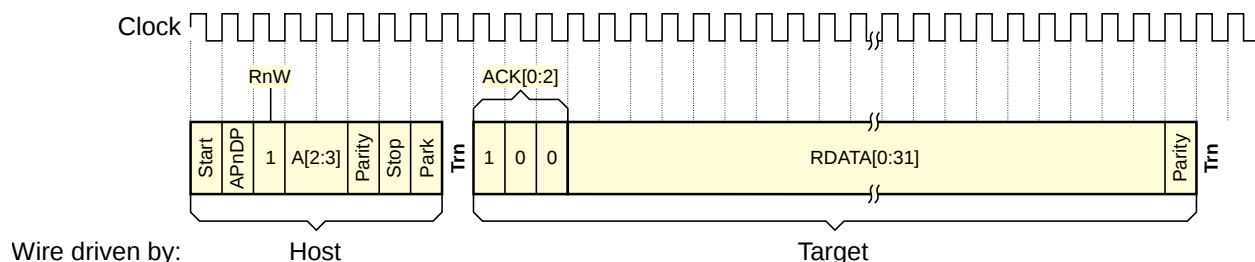 Clock
RnW
ACK[0:2]
Start APnDP 1 A[2:3] Parity Stop Park Trn 1 0 0 RDATA[0:31] Parity Trn
Wire driven by: Host Target